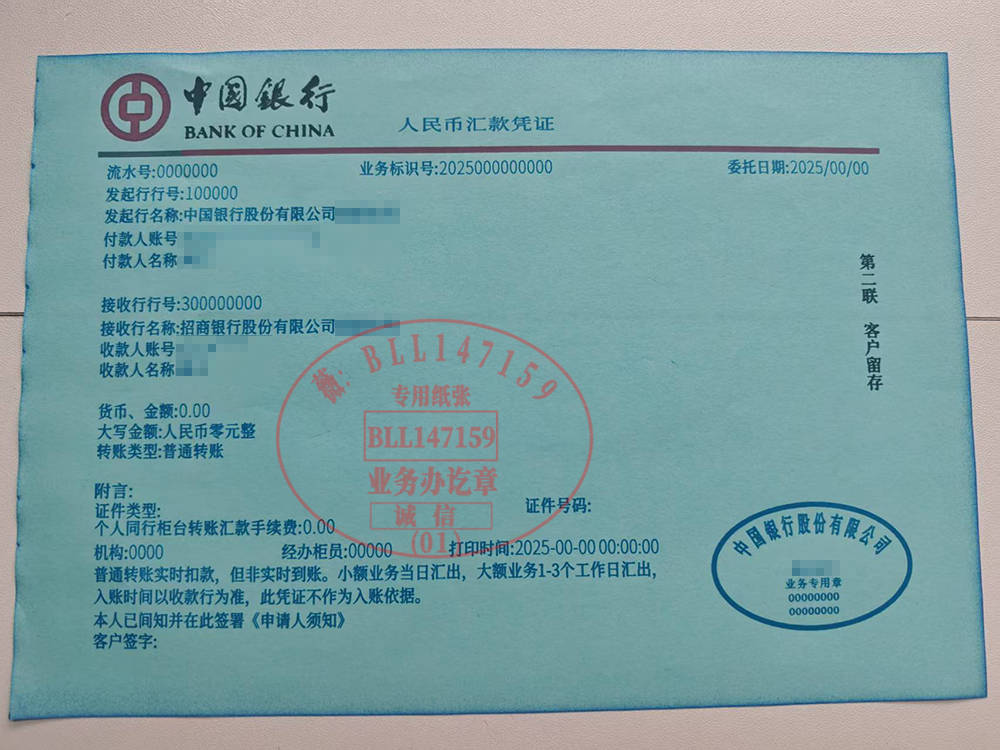 中国银行
BANK OF CHINA
人民币汇款凭证
流水号:0000000 业务标识号:2025000000000 委托日期:2025/00/00
发起行行号:100000
发起行名称:中国银行股份有限公司
付款人账号
付款人名称
接收行行号:300000000
接收行名称:招商银行股份有限公司
收款人账号
收款人名称
第二联 客户留存
薇:BLL147159
专用纸张
BLL147159
业务办讫章
诚信
(01)
货币、金额:0.00
大写金额:人民币零元整
转账类型:普通转账
附言:
证件类型: 证件号码:
个人同行柜台转账汇款手续费:0.00
机构:0000 经办柜员:00000 打印时间:2025-00-00 00:00:00
普通转账实时扣款，但非实时到账。小额业务当日汇出，大额业务1-3个工作日汇出，
入账时间以收款行为准，此凭证不作为入账依据。
本人已间知并在此签署《申请人须知》
客户签字:
中国银行股份有限公司
业务专用章
00000000
00000000